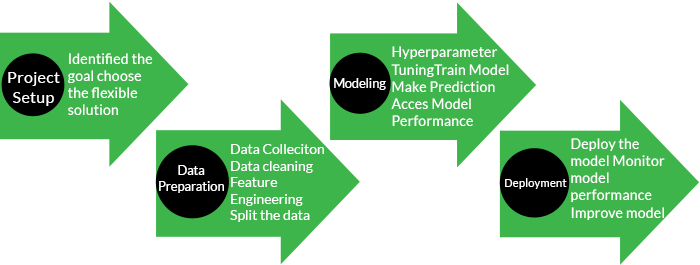 Project
Setup
Identified the
goal choose
the flexible
solution
Data
Preparation
Data Colleciton
Data cleaning
Feature
Engineering
Split the data
Modeling
Hyperparameter
TuningTrain Model
Make Prediction
Acces Model
Performance
Deployment
Deploy the
model Monitor
model
performance
Improve model